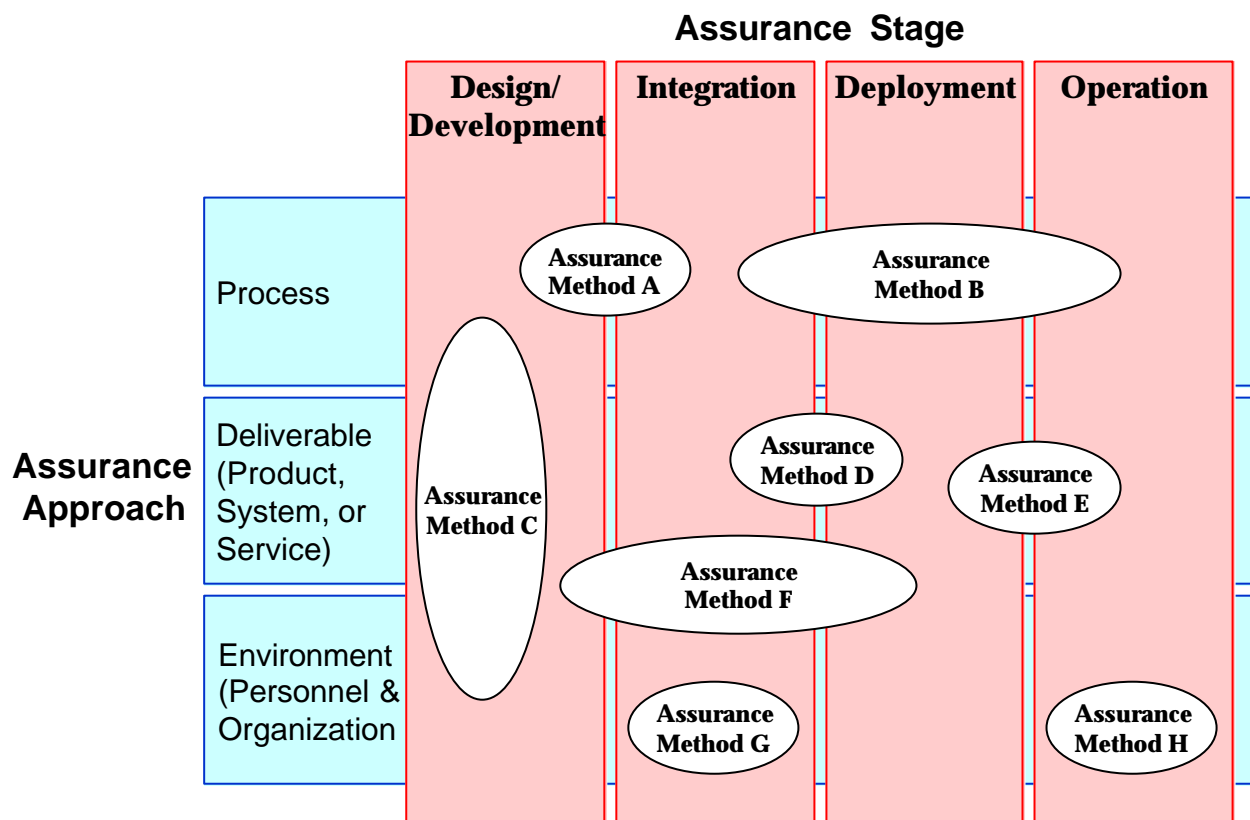 Assurance Stage
Design/
Development
Integration
Deployment
Operation
Process
Assurance
Method A
Assurance
Method B
Assurance
Approach
Deliverable
(Product,
System, or
Service)
Assurance
Method C
Assurance
Method D
Assurance
Method E
Assurance
Method F
Environment
(Personnel &
Organization
Assurance
Method G
Assurance
Method H